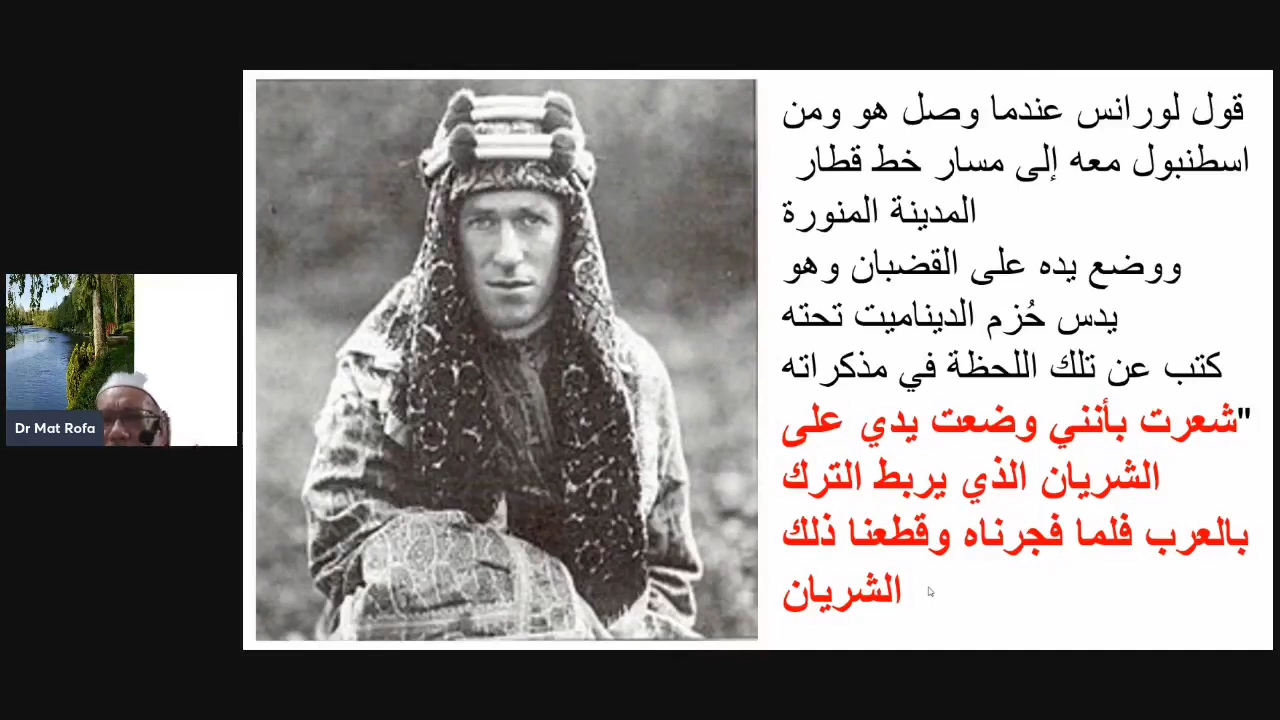 قول لورانس عندما وصل هو ومن
اسطنبول معه إلى مسار خط قطار
المدينة المنورة
ووضع يده على القضبان وهو
يدس حُزم الديناميت تحته
كتب عن تلك اللحظة في مذكراته
"شعرت بأنني وضعت يدي على
الشريان الذي يربط الترك
بالعرب فلما فجرناه وقطعنا ذلك
الشريان
Dr Mat Rofa